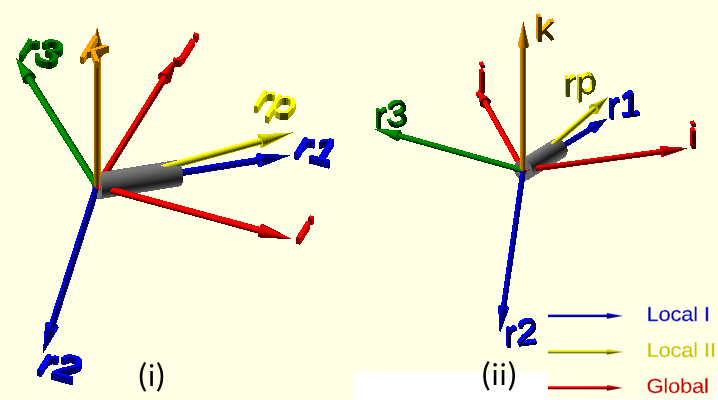 r3
k
j
rp
r1
i
r2
(i)
k
j
rp
r1
r3
i
r2
(ii)
Local I
Local II
Global